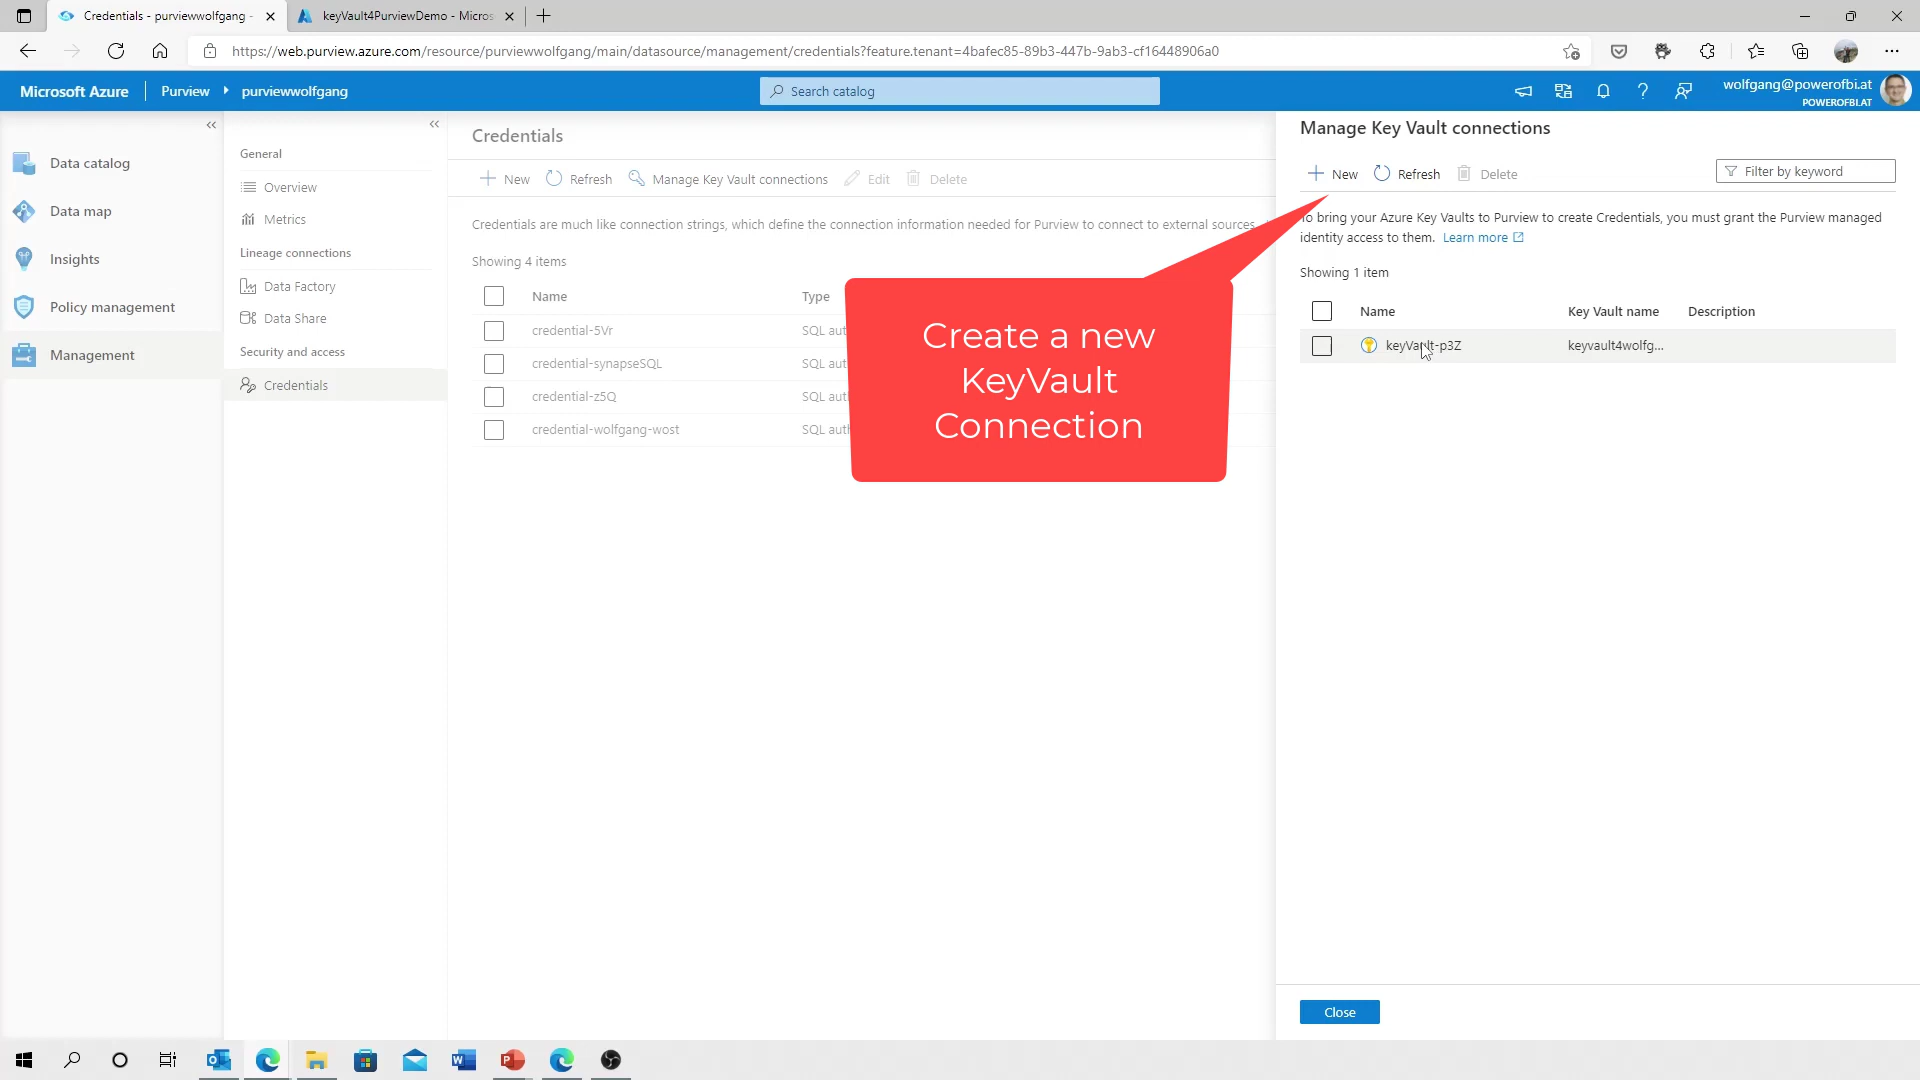 Credentials - purviewwolfgang -
keyVault4PurviewDemo - Micros
https://web.purview.azure.com/resource/purviewwolfgang/main/datasource/management/credentials?feature.tenant=4bafec85-89b3-447b-9ab3-cf16448906a0
Microsoft Azure
Purview
purviewwolfgang
Search catalog
wolfgang@powerofbi.at
POWEROFBI.AT
Data catalog
Data map
Insights
Policy management
Management
General
Overview
Metrics
Lineage connections
Data Factory
Data Share
Security and access
Credentials
Credentials
New
Refresh
Manage Key Vault connections
Edit
Delete
Credentials are much like connection strings, which define the connection information needed for Purview to connect to external sources.
Showing 4 items
Name Type
credential-5Vr SQL aut
credential-synapseSQL SQL aut
credential-z5Q SQL aut
credential-wolfgang-wost SQL aut
Create a new
KeyVault
Connection
Manage Key Vault connections
New
Refresh
Delete
Filter by keyword
To bring your Azure Key Vaults to Purview to create Credentials, you must grant the Purview managed
identity access to them. Learn more
Showing 1 item
Name Key Vault name Description
keyVault-p3Z keyvault4wolfg...
Close